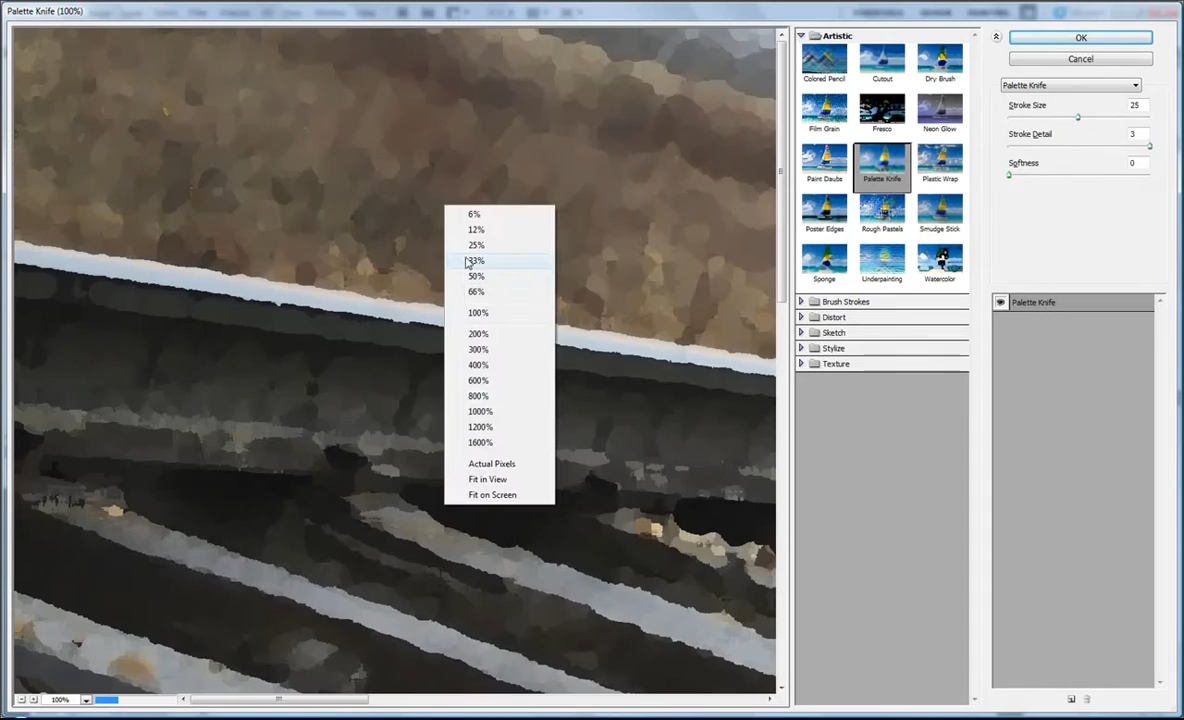 Palette Knife (100%)
Artistic
Colored Pencil
Cutout
Dry Brush
Film Grain
Fresco
Neon Glow
Paint Daubs
Palette Knife
Plastic Wrap
Poster Edges
Rough Pastels
Smudge Stick
Sponge
Underpainting
Watercolor
Brush Strokes
Distort
Sketch
Stylize
Texture
OK
Cancel
Palette Knife
Stroke Size 25
Stroke Detail 3
Softness 0
Palette Knife
6%
12%
25%
33%
50%
66%
100%
200%
300%
400%
600%
800%
1000%
1200%
1600%
Actual Pixels
Fit in View
Fit on Screen
100%